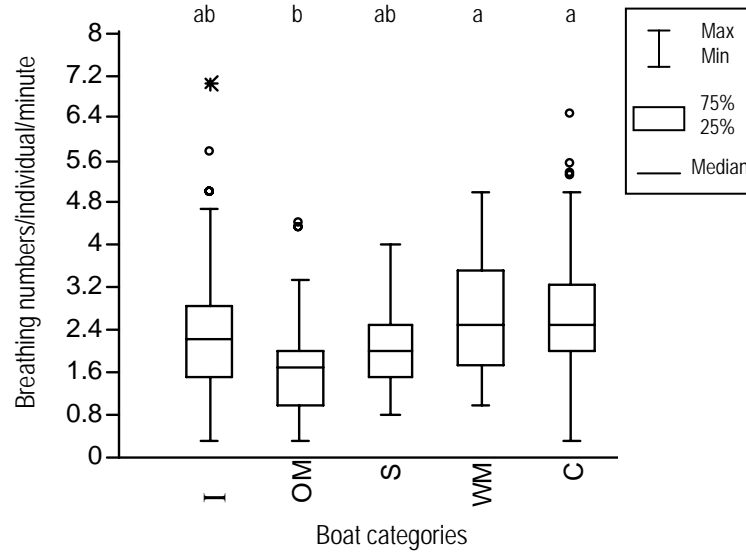 ab b ab a a
Max
Min
75%
25%
Median
Breathing numbers/individual/minute
8
7.2
6.4
5.6
4.8
4
3.2
2.4
1.6
0.8
0
I OM S WM C
Boat categories